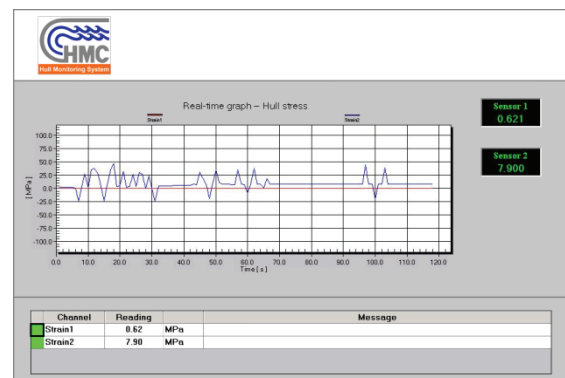 CHMC
Hull Monitoring System
Real-time graph – Hull stress
Strain1
Strain2
Sensor 1
0.621
Sensor 2
7.900
[MPa]
100.0
75.0
50.0
25.0
0.0
-25.0
-50.0
-75.0
-100.0
0.0 10.0 20.0 30.0 40.0 50.0 60.0 70.0 80.0 90.0 100.0 110.0 120.0
Time[s]
Channel Reading Message
Strain1 0.62 MPa
Strain2 7.90 MPa